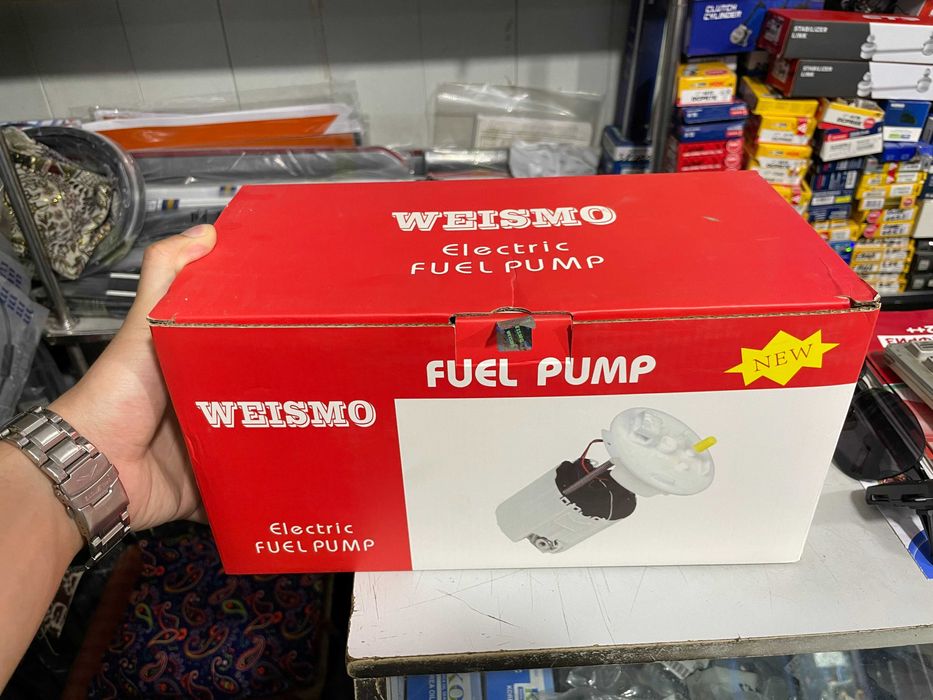 CLUTCH
CYLINDER
STABILIZER
LINK
STABILIZER
LINK
WEISMO
Electric
FUEL PUMP
FUEL PUMP
NEW
WEISMO
Electric
FUEL PUMP